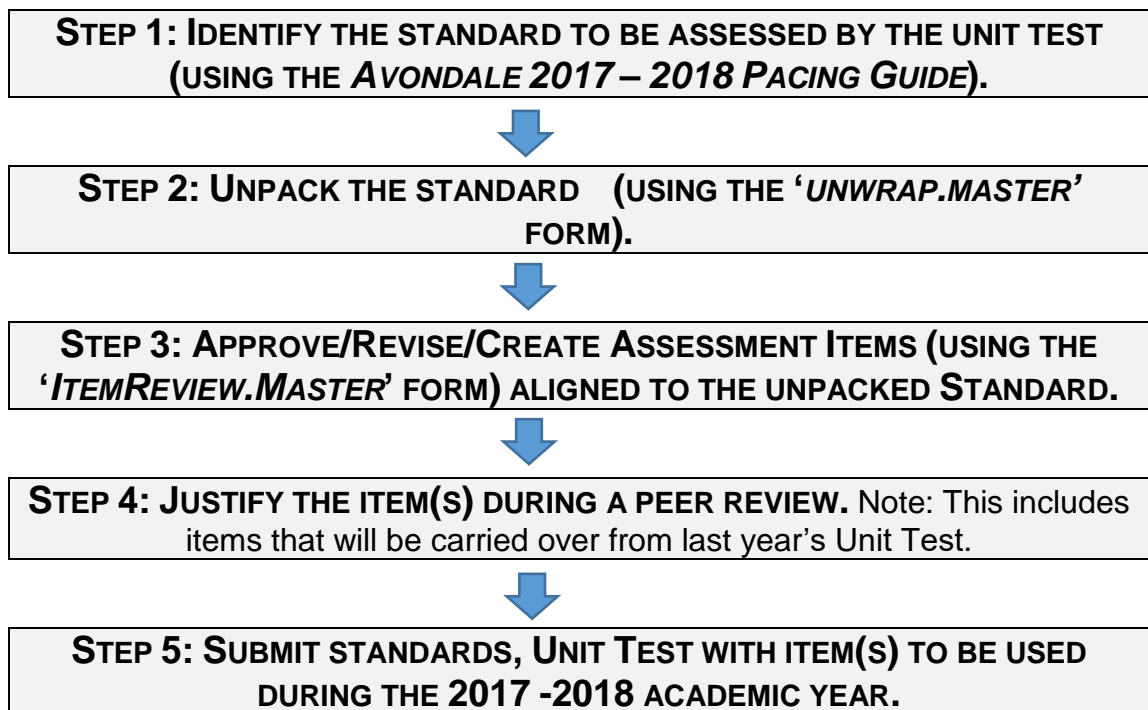 STEP 1: IDENTIFY THE STANDARD TO BE ASSESSED BY THE UNIT TEST
(USING THE AVONDALE 2017 – 2018 PACING GUIDE).
STEP 2: UNPACK THE STANDARD (USING THE ‘UNWRAP.MASTER’
FORM).
STEP 3: APPROVE/REVISE/CREATE ASSESSMENT ITEMS (USING THE
‘ITEMREVIEW.MASTER’ FORM) ALIGNED TO THE UNPACKED STANDARD.
STEP 4: JUSTIFY THE ITEM(S) DURING A PEER REVIEW. Note: This includes
items that will be carried over from last year’s Unit Test.
STEP 5: SUBMIT STANDARDS, UNIT TEST WITH ITEM(S) TO BE USED
DURING THE 2017 -2018 ACADEMIC YEAR.